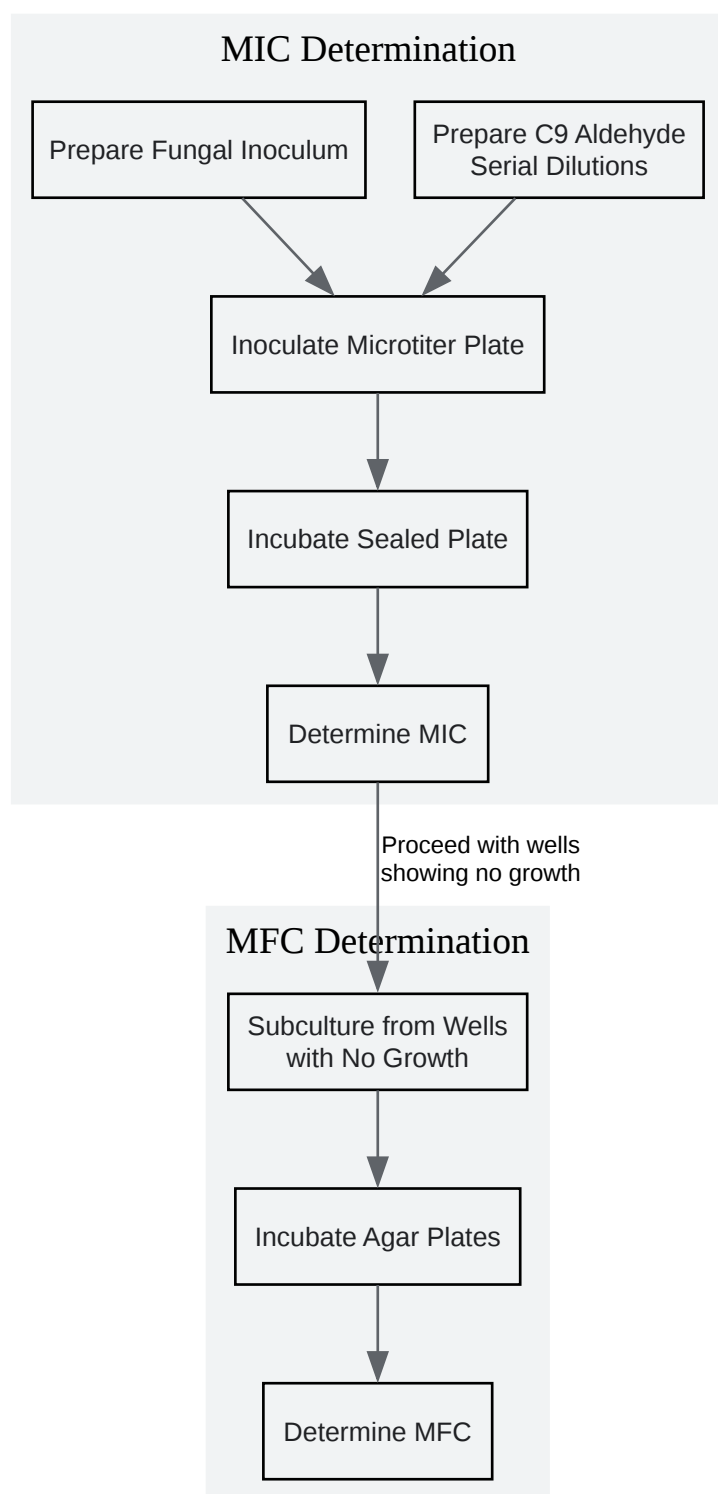 MIC Determination
Prepare Fungal Inoculum
Prepare C9 Aldehyde
Serial Dilutions
Inoculate Microtiter Plate
Incubate Sealed Plate
Determine MIC
Proceed with wells
showing no growth
MFC Determination
Subculture from Wells
with No Growth
Incubate Agar Plates
Determine MFC